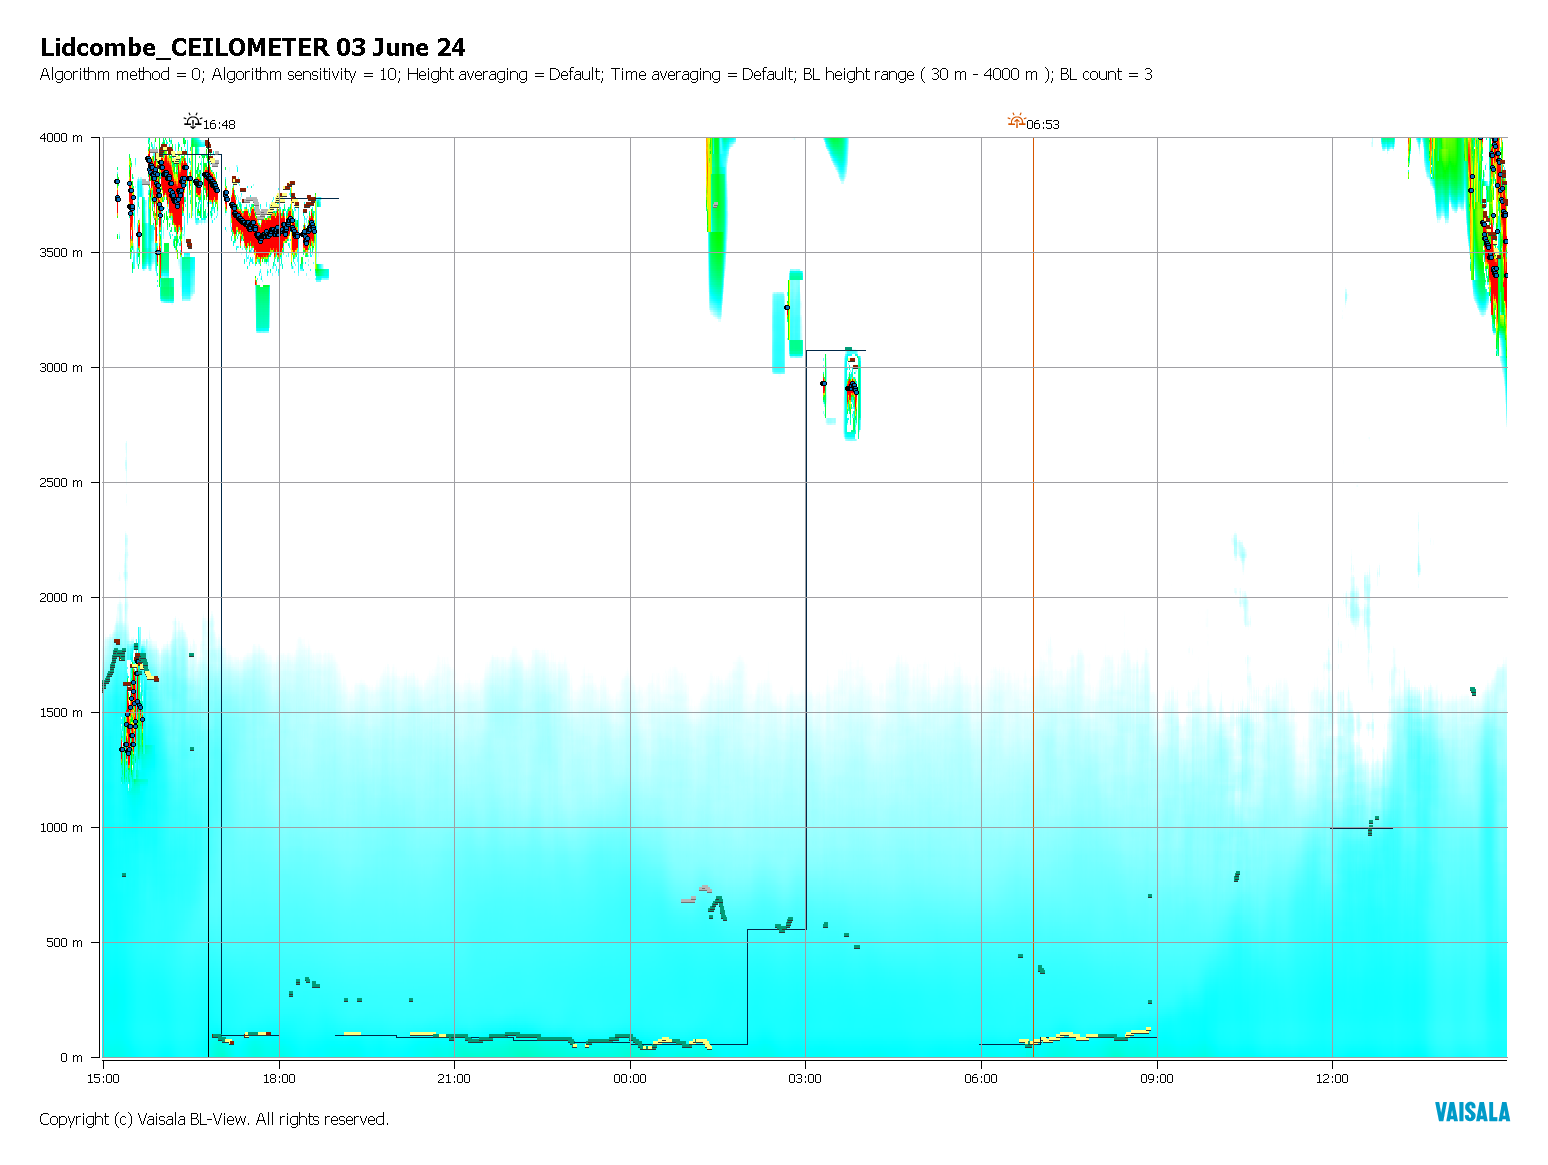 Lidcombe_CEILOMETER 03 June 24
Algorithm method = 0; Algorithm sensitivity = 10; Height averaging = Default; Time averaging = Default; BL height range ( 30 m - 4000 m ); BL count = 3
16:48 06:53
4000 m
3500 m
3000 m
2500 m
2000 m
1500 m
1000 m
500 m
0 m
15:00 18:00 21:00 00:00 03:00 06:00 09:00 12:00
Copyright (c) Vaisala BL-View. All rights reserved.
VAISALA